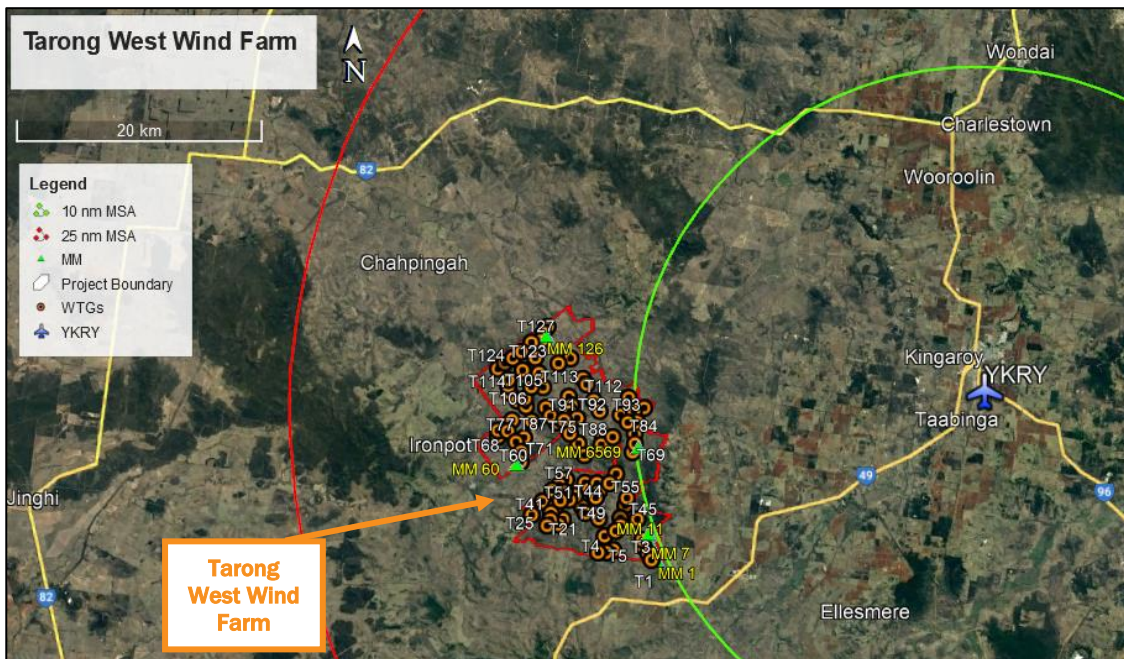 Tarong West Wind Farm
N
20 km
Legend
10 nm MSA
25 nm MSA
MM
Project Boundary
WTGs
YKRY
Wondai
Charlestown
Wooroolin
82
Chahpingah
T127
MM 126
T124 T123
T113
T114 T105
T112
T106
T91 T92 T93
Kingaroy
YKRY
Taabinga
T77 T87 T75 T88 T84
Ironpot T68
T60 T71 MM 6569 T69
MM 60
T57
T55
49
96
Jinghi
T41 T51 T44
T25 T21 T49 T45
MM 11
T4 T5 T3 MM 7
T1 MM 1
Tarong
West Wind
Farm
82
Ellesmere